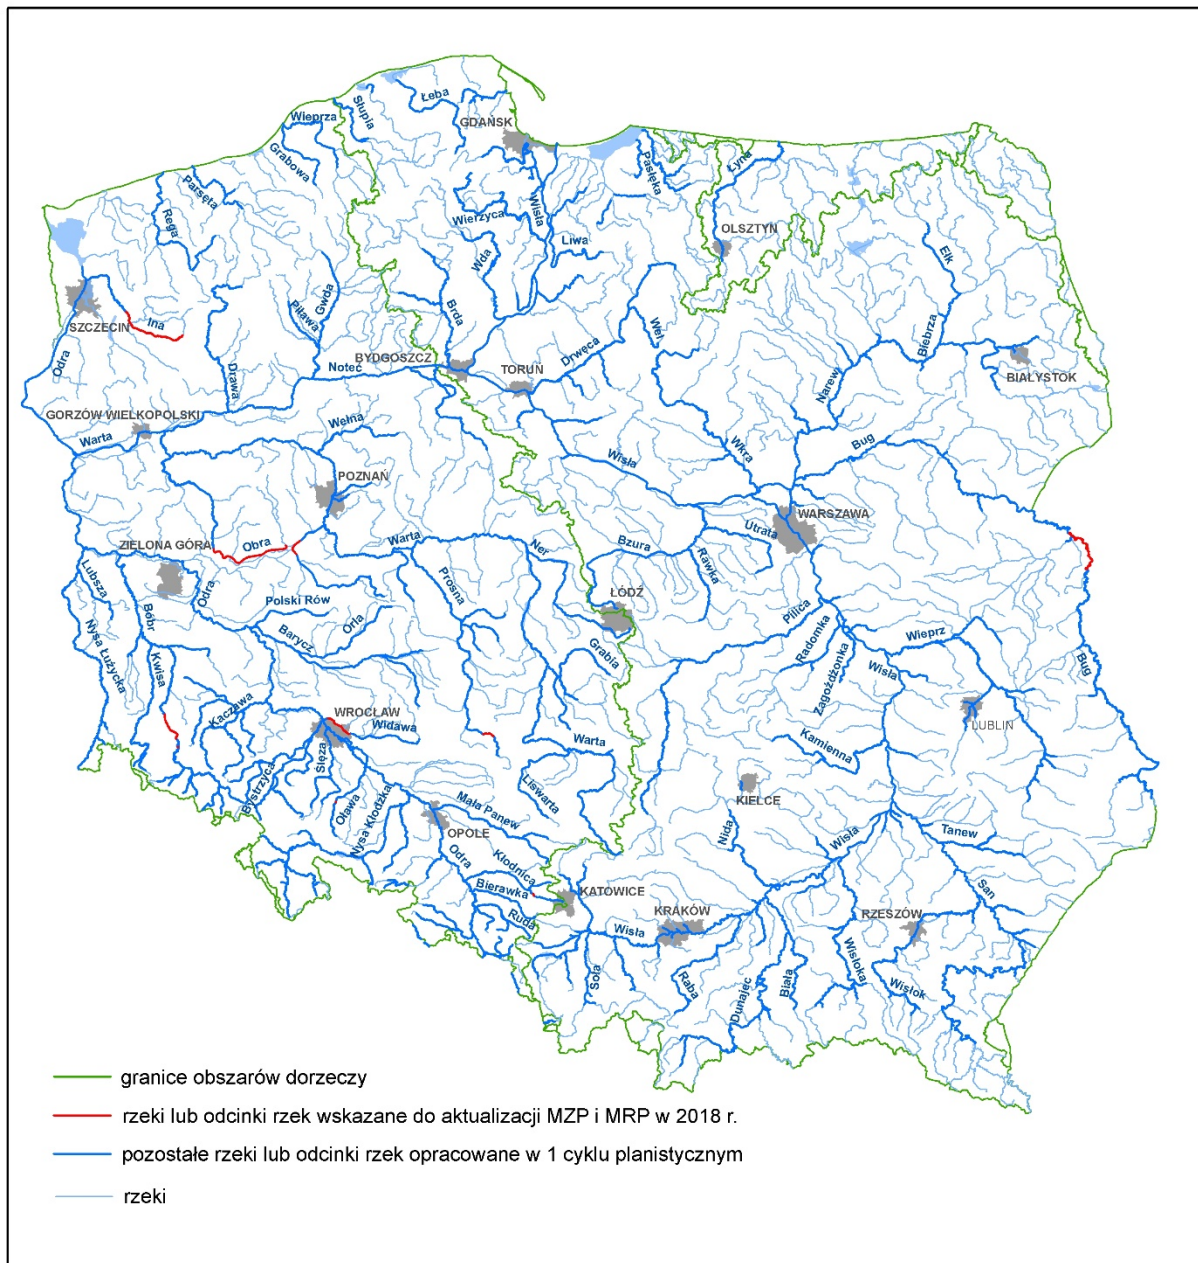 Łeba
Słupia
Wieprza
GDAŃSK
Grabowa
Pasłęka
Łyna
Parsęta
Rega
Wierzyca
Wisła
OLSZTYN
Liwa
Wda
Ełk
Gwda
Piława
Brda
Ina
SZCZECIN
Wel
Biebrza
Odra
BYDGOSZCZ
Drwęca
Noteć
TORUŃ
BIAŁYSTOK
Drawa
Narew
GORZÓW WIELKOPOLSKI
Wełna
Warta
Bug
Wkra
Wisła
POZNAŃ
WARSZAWA
Utrata
Obra
Warta
Ner
Bzura
ZIELONA GÓRA
Rawka
Lubsza
Prosna
Odra
ŁÓDŹ
Polski Rów
Pilica
Bóbr
Orla
Radomka
Nysa Łużycka
Barycz
Wieprz
Grabia
Kwisa
Zagożdżonka
Wisła
Bug
Kaczawa
WROCŁAW
Widawa
LUBLIN
Warta
Kamienna
Ślęza
Bystrzyca
Liswarta
KIELCE
Oława
Nysa Kłodzka
Mała Panew
OPOLE
Nida
Wisła
Tanew
Odra
Kłodnica
Bierawka
KATOWICE
San
Ruda
KRAKÓW
RZESZÓW
Wisła
Soła
Raba
Dunajec
Biała
Wisłoka
Wisłok
granice obszarów dorzeczy
rzeki lub odcinki rzek wskazane do aktualizacji MZP i MRP w 2018 r.
pozostałe rzeki lub odcinki rzek opracowane w 1 cyklu planistycznym
rzeki